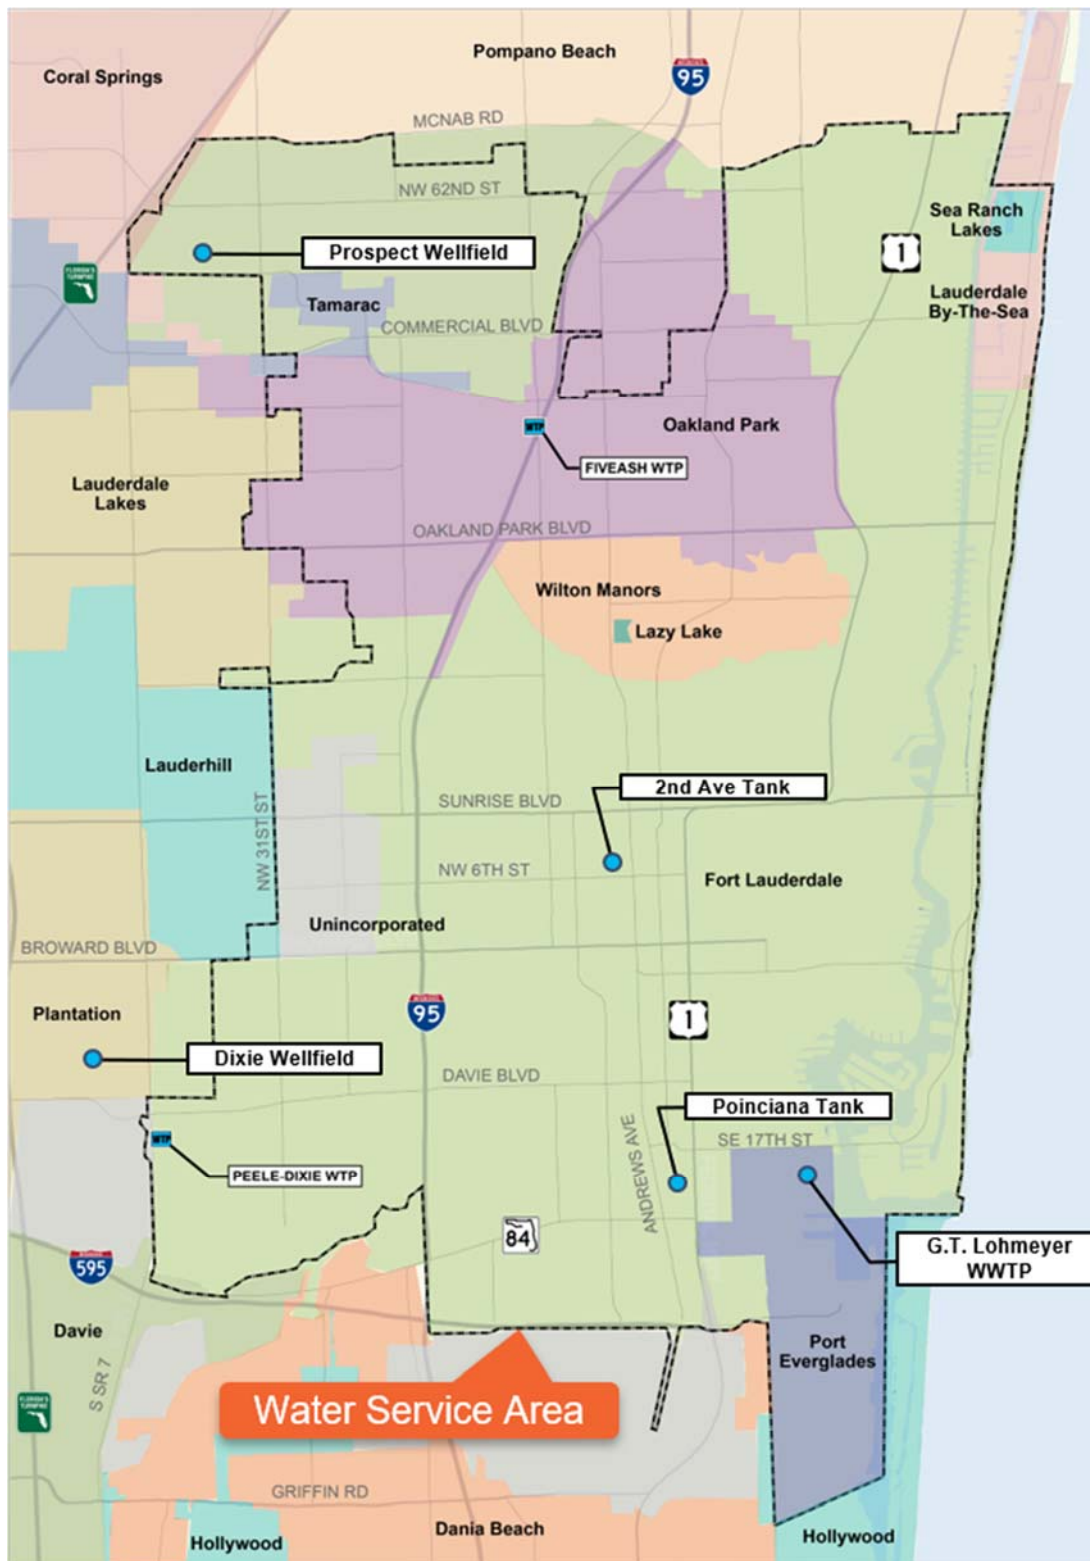 Pompano Beach
Coral Springs
95
MCNAB RD
NW 62ND ST
Sea Ranch
Lakes
1
Prospect Wellfield
FLORIDA'S
TURNPIKE
Tamarac
Lauderdale
By-The-Sea
COMMERCIAL BLVD
WTP
Oakland Park
FIVEASH WTP
Lauderdale
Lakes
OAKLAND PARK BLVD
Wilton Manors
Lazy Lake
Lauderhill
2nd Ave Tank
SUNRISE BLVD
NW 31ST ST
NW 6TH ST
Fort Lauderdale
Unincorporated
BROWARD BLVD
Plantation
95
1
Dixie Wellfield
DAVIE BLVD
Poinciana Tank
WTP
SE 17TH ST
PEELE-DIXIE WTP
ANDREWS AVE
84
G.T. Lohmeyer
WWTP
595
Davie
Port
Everglades
S SR 7
FLORIDA'S
TURNPIKE
Water Service Area
GRIFFIN RD
Dania Beach
Hollywood
Hollywood